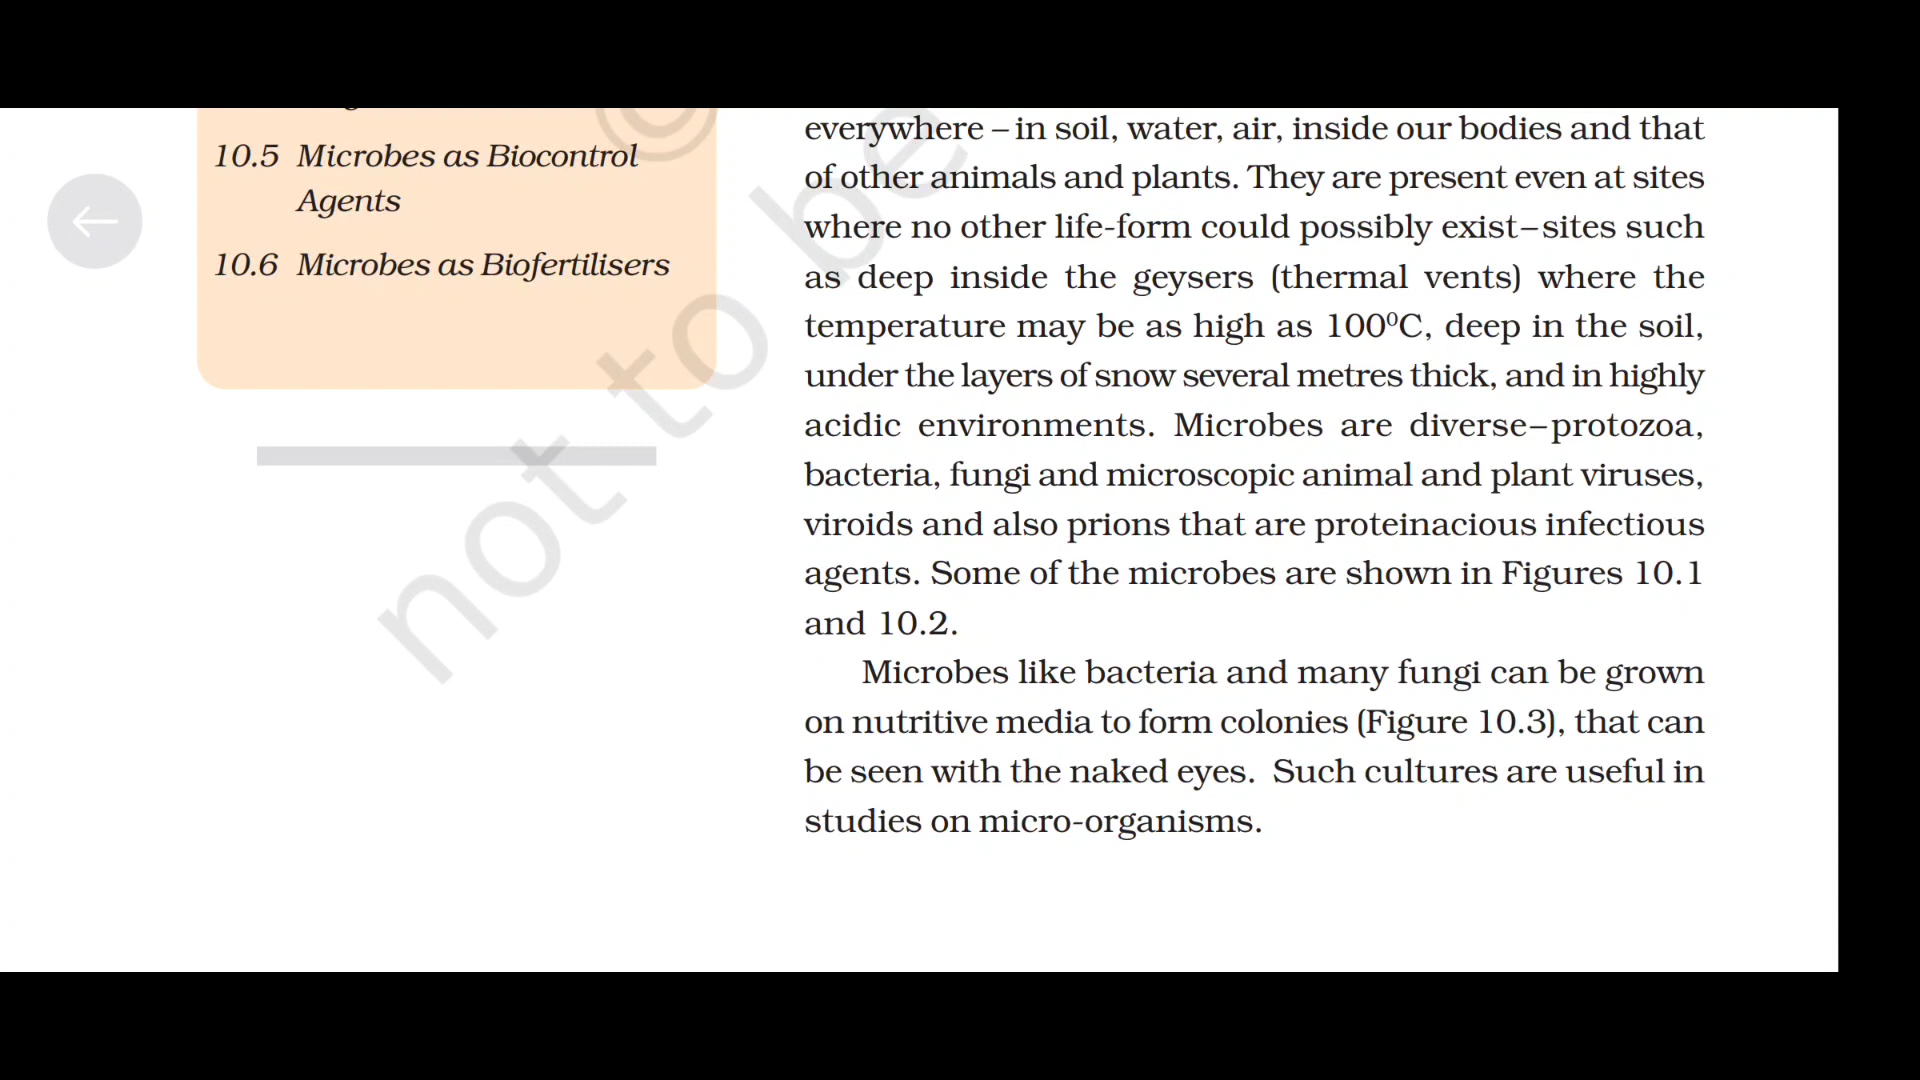 10.5 Microbes as Biocontrol
Agents
10.6 Microbes as Biofertilisers
everywhere – in soil, water, air, inside our bodies and that
of other animals and plants. They are present even at sites
where no other life-form could possibly exist–sites such
as deep inside the geysers (thermal vents) where the
temperature may be as high as 100⁰C, deep in the soil,
under the layers of snow several metres thick, and in highly
acidic environments. Microbes are diverse–protozoa,
bacteria, fungi and microscopic animal and plant viruses,
viroids and also prions that are proteinacious infectious
agents. Some of the microbes are shown in Figures 10.1
and 10.2.
Microbes like bacteria and many fungi can be grown
on nutritive media to form colonies (Figure 10.3), that can
be seen with the naked eyes. Such cultures are useful in
studies on micro-organisms.
©
not to be